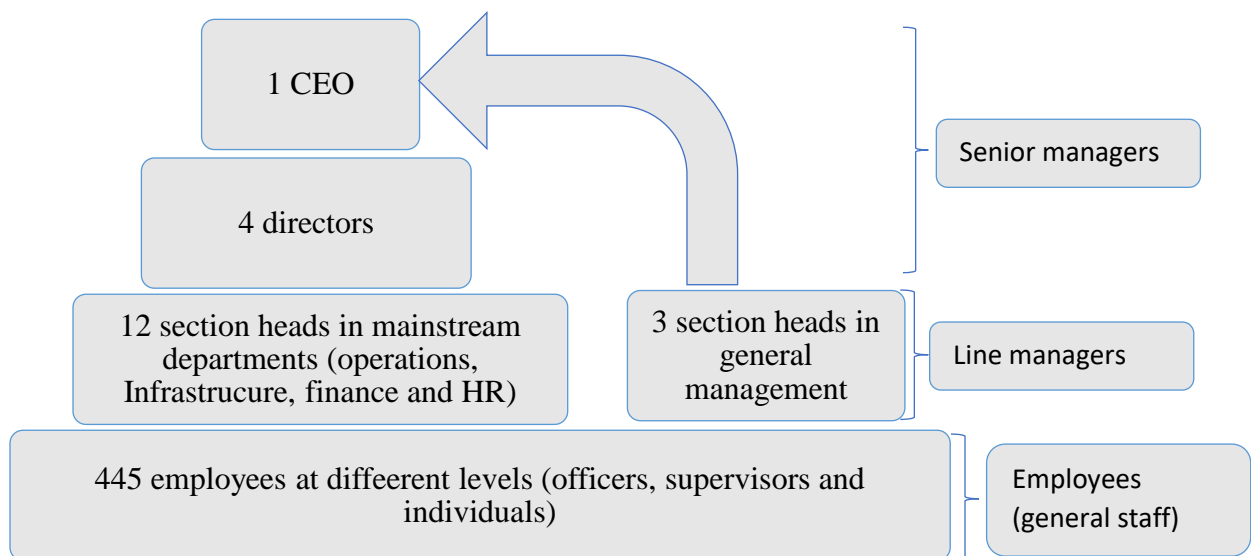 1 CEO
Senior managers
4 directors
12 section heads in mainstream
departments (operations,
Infrastrucure, finance and HR)
3 section heads in
general
management
Line managers
445 employees at diffeerent levels (officers, supervisors and
individuals)
Employees
(general staff)